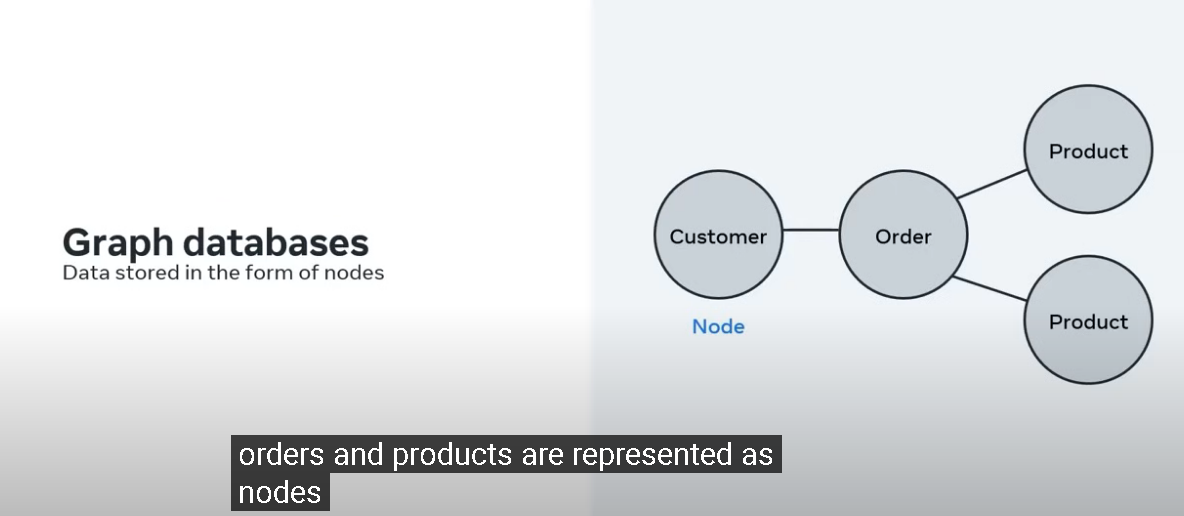 Graph databases
Data stored in the form of nodes
Customer
Order
Product
Product
Node
orders and products are represented as
nodes